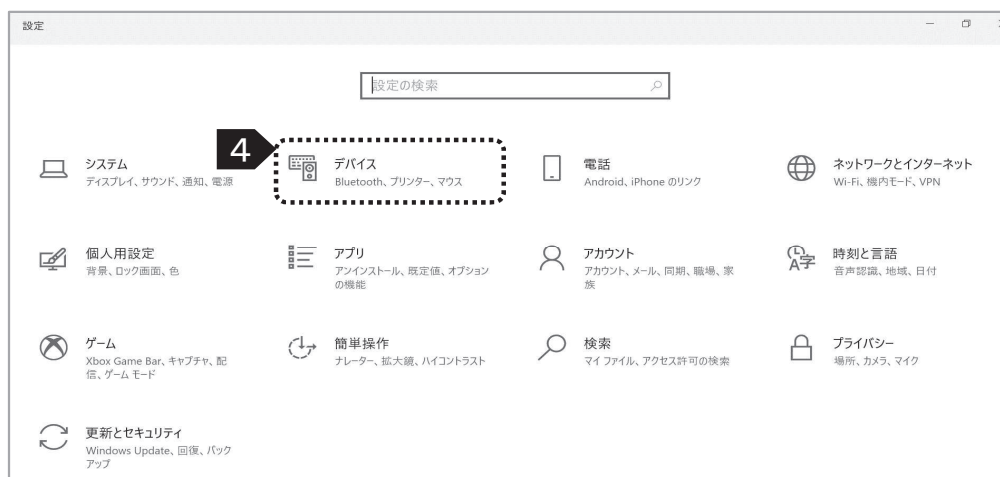 設定
設定の検索
4
システム
ディスプレイ、サウンド、通知、電源
デバイス
Bluetooth、プリンター、マウス
電話
Android、iPhone のリンク
ネットワークとインターネット
Wi-Fi、機内モード、VPN
個人用設定
背景、ロック画面、色
アプリ
アンインストール、既定値、オプション
の機能
アカウント
アカウント、メール、同期、職場、家
族
時刻と言語
音声認識、地域、日付
ゲーム
Xbox Game Bar、キャプチャ、配
信、ゲーム モード
簡単操作
ナレーター、拡大鏡、ハイコントラスト
検索
マイ ファイル、アクセス許可の検索
プライバシー
場所、カメラ、マイク
更新とセキュリティ
Windows Update、回復、バック
アップ